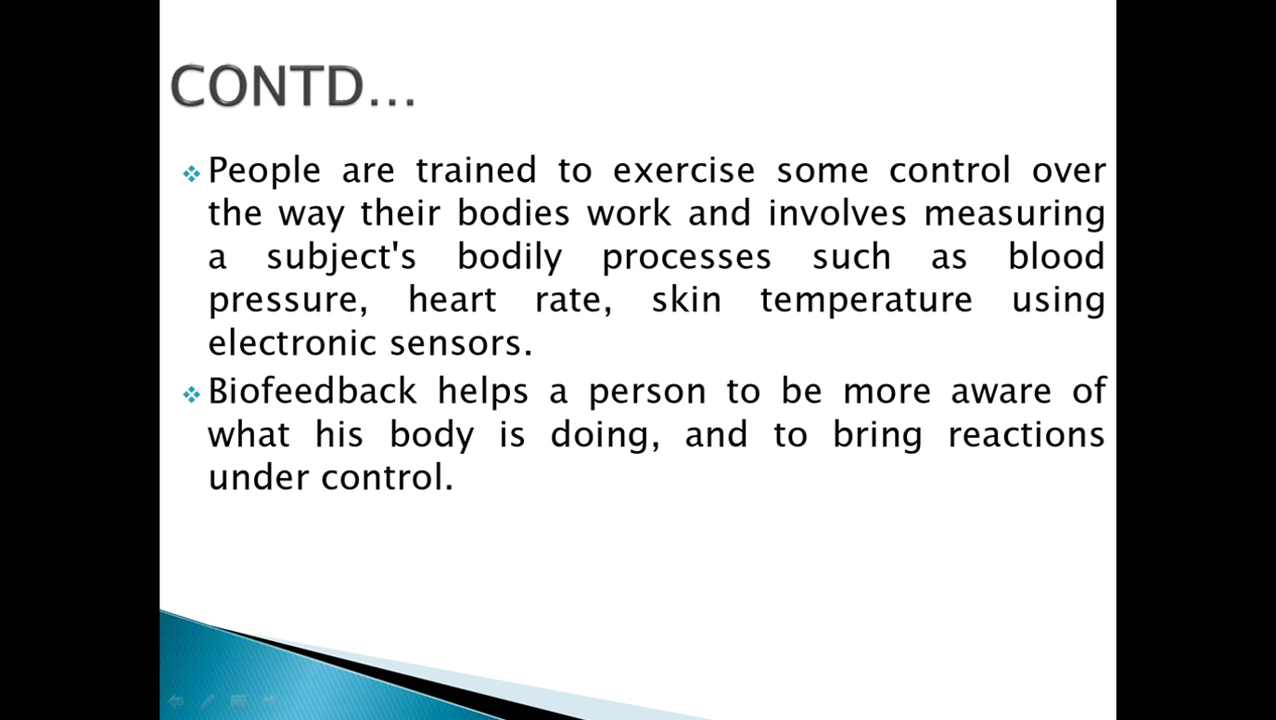 CONTD...
People are trained to exercise some control over
the way their bodies work and involves measuring
a subject's bodily processes such as blood
pressure, heart rate, skin temperature using
electronic sensors.
Biofeedback helps a person to be more aware of
what his body is doing, and to bring reactions
under control.